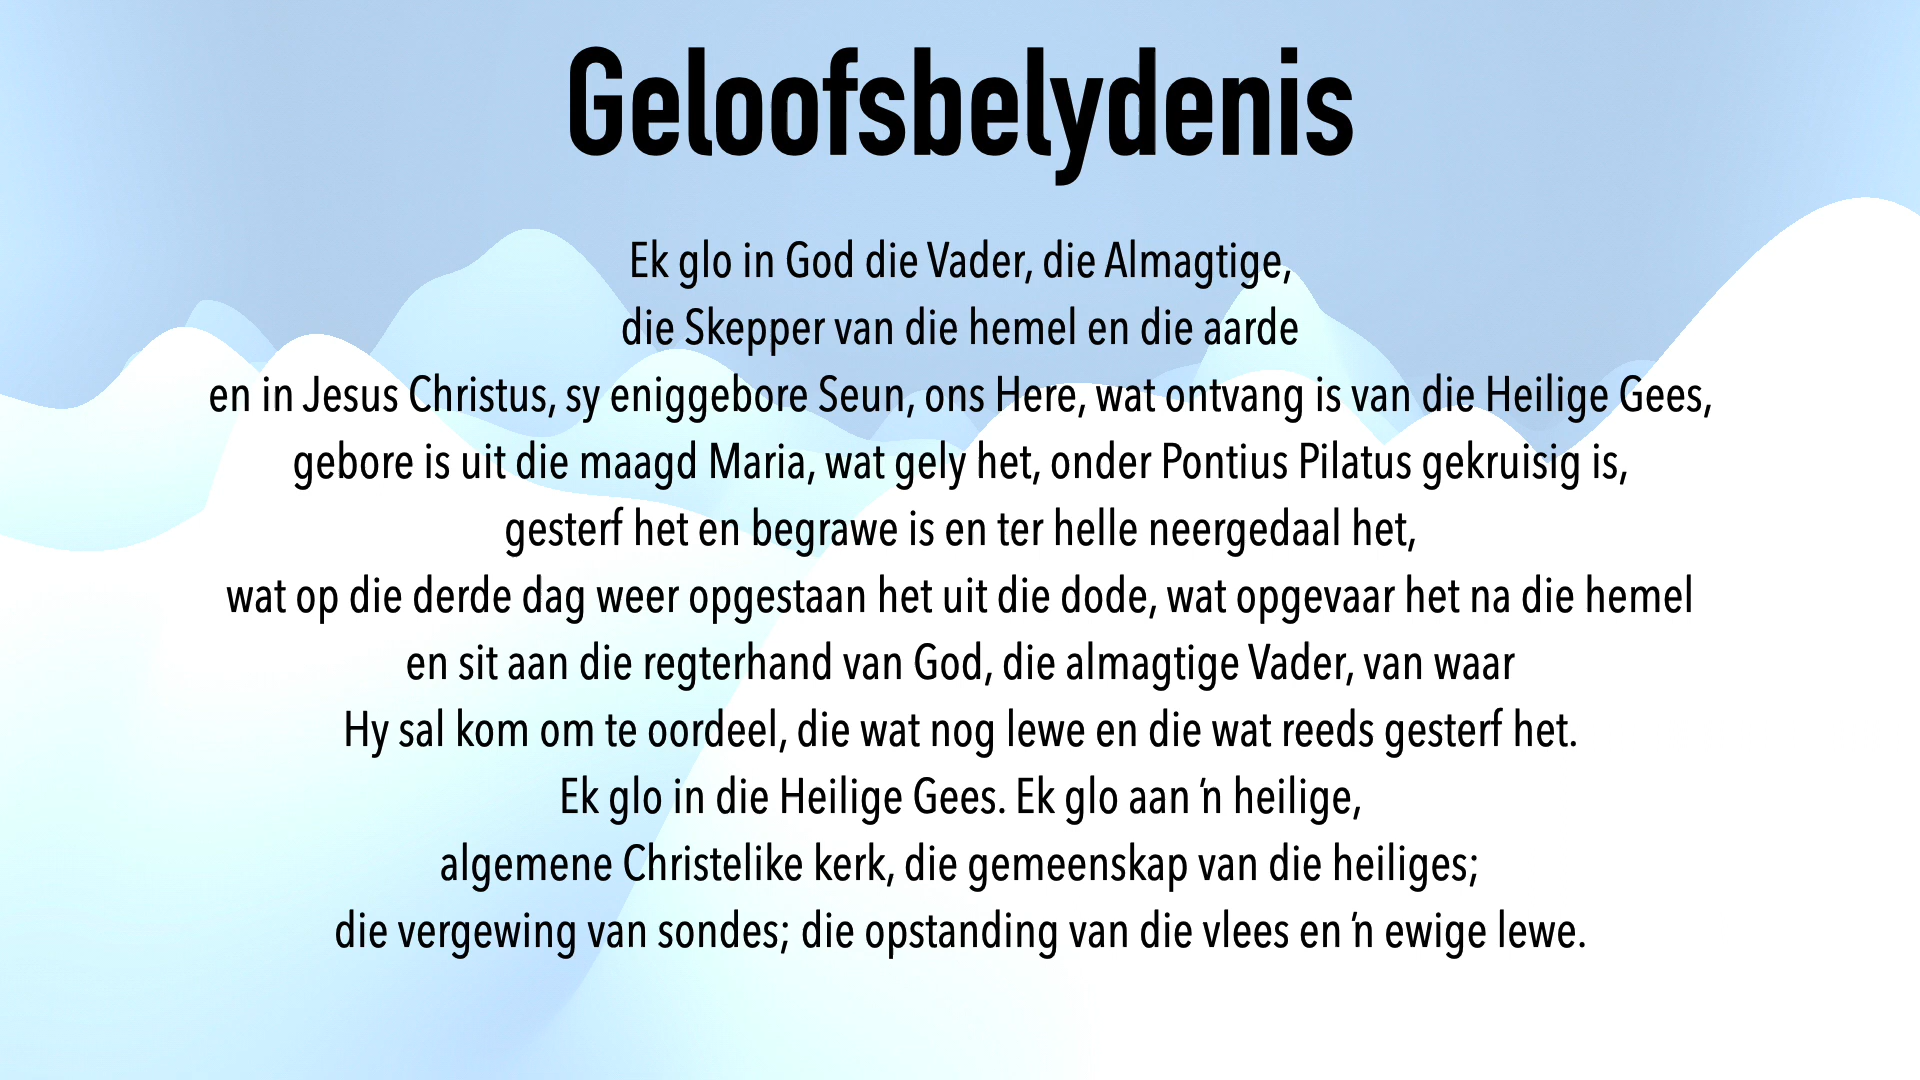 Geloofsbelydenis
Ek glo in God die Vader, die Almagtige,
die Skepper van die hemel en die aarde
en in Jesus Christus, sy eniggebore Seun, ons Here, wat ontvang is van die Heilige Gees,
gebore is uit die maagd Maria, wat gely het, onder Pontius Pilatus gekruisig is,
gesterf het en begrawe is en ter helle neergedaal het,
wat op die derde dag weer opgestaan het uit die dode, wat opgevaar het na die hemel
en sit aan die regterhand van God, die almagtige Vader, van waar
Hy sal kom om te oordeel, die wat nog lewe en die wat reeds gesterf het.
Ek glo in die Heilige Gees. Ek glo aan ’n heilige,
algemene Christelike kerk, die gemeenskap van die heiliges;
die vergewing van sondes; die opstanding van die vlees en ’n ewige lewe.